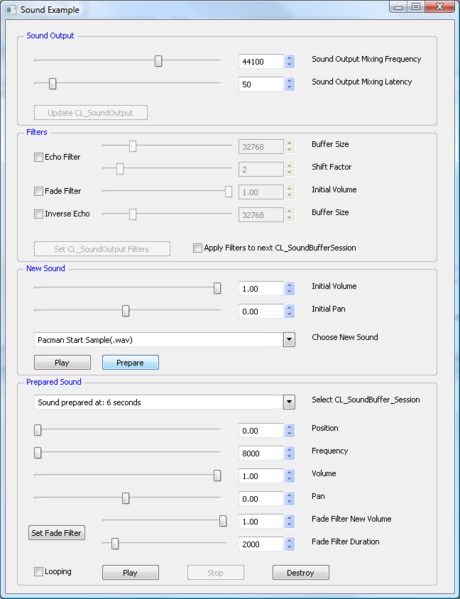 Sound Example
Sound Output
44100 Sound Output Mixing Frequency
50 Sound Output Mixing Latency
Update CL_SoundOutput
Filters
32768 Buffer Size
Echo Filter
2 Shift Factor
Fade Filter 1.00 Initial Volume
Inverse Echo 32768 Buffer Size
Set CL_SoundOutput Filters Apply Filters to next CL_SoundBufferSession
New Sound
1.00 Initial Volume
0.00 Initial Pan
Pacman Start Sample(.wav) Choose New Sound
Play Prepare
Prepared Sound
Sound prepared at: 6 seconds Select CL_SoundBuffer_Session
0.00 Position
8000 Frequency
1.00 Volume
0.00 Pan
1.00 Fade Filter New Volume
Set Fade Filter
2000 Fade Filter Duration
Looping Play Stop Destroy